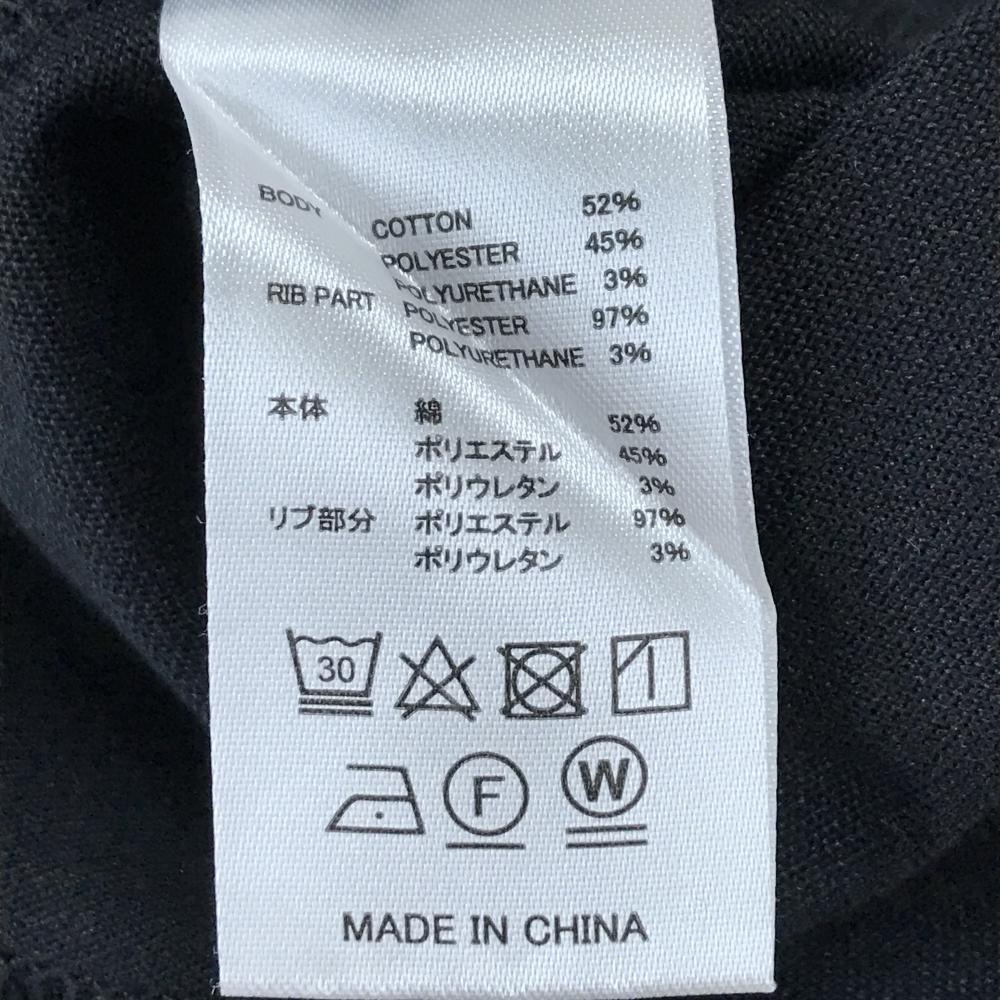 BODY COTTON 52%
POLYESTER 45%
POLYURETHANE 3%
RIB PART POLYESTER 97%
POLYURETHANE 3%
本体 綿 52%
ポリエステル 45%
ポリウレタン 3%
リブ部分 ポリエステル 97%
ポリウレタン 3%
30
F W
MADE IN CHINA